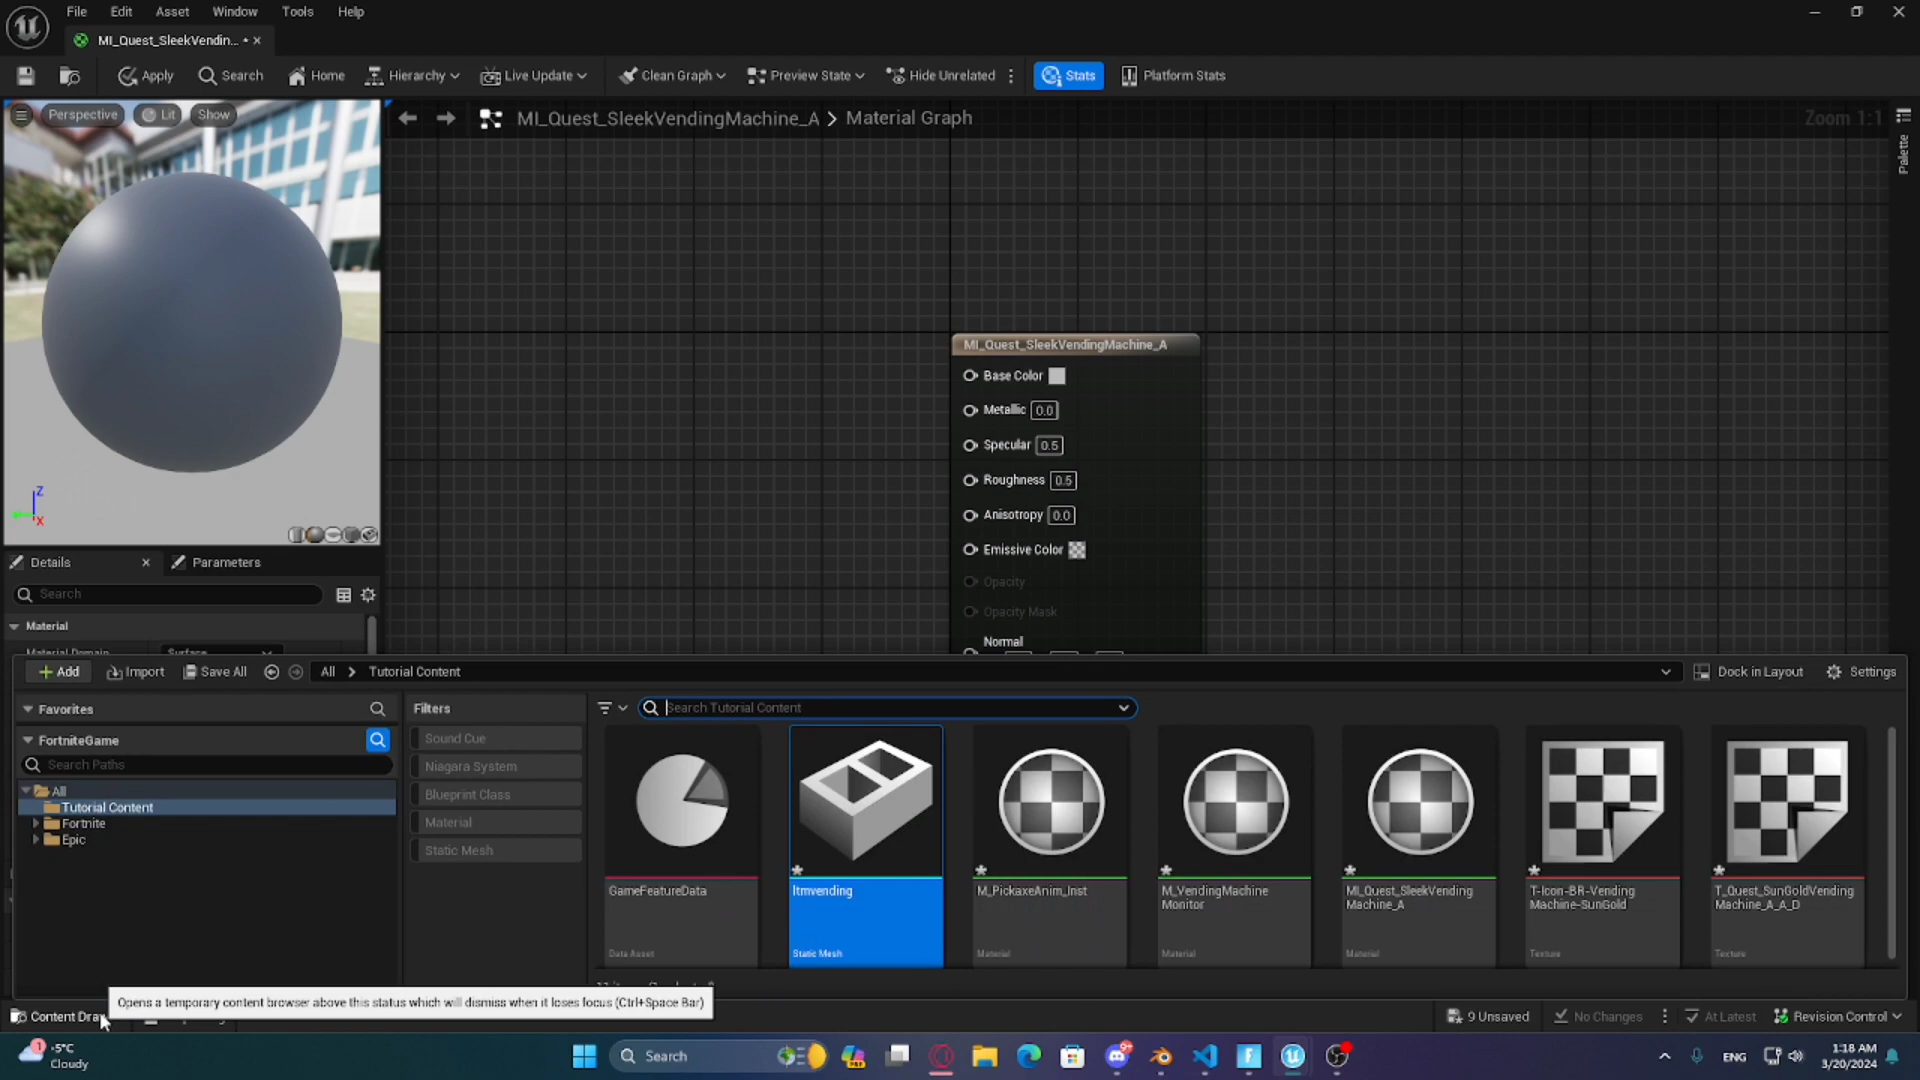 File Edit Asset Window Tools Help
MI_Quest_SleekVendin... •
Apply Search Home Hierarchy Live Update Clean Graph Preview State Hide Unrelated Stats Platform Stats
Perspective Lit Show
MI_Quest_SleekVendingMachine_A > Material Graph
Zoom 1:1
Palette
MI_Quest_SleekVendingMachine_A
Base Color
Metallic 0.0
Specular 0.5
Roughness 0.5
Anisotropy 0.0
Emissive Color
Opacity
Opacity Mask
Normal
Z
X
Details Parameters
Search
Material
Material Domain Surface
+ Add Import Save All All > Tutorial Content Dock in Layout Settings
Favorites
FortniteGame
Search Paths
All
Tutorial Content
Fortnite
Epic
Filters
Sound Cue
Niagara System
Blueprint Class
Material
Static Mesh
Search Tutorial Content
GameFeatureData
Data Asset
ltmvending
Static Mesh
M_PickaxeAnim_Inst
Material
M_VendingMachine
Monitor
Material
MI_Quest_SleekVending
Machine_A
Material
T-Icon-BR-Vending
Machine-SunGold
Texture
T_Quest_SunGoldVending
Machine_A_A_D
Texture
Opens a temporary content browser above this status which will dismiss when it loses focus (Ctrl+Space Bar)
Content Draw
9 Unsaved No Changes At Latest Revision Control
1
-5°C
Cloudy
Search
9+
ENG
1:18 AM
3/20/2024